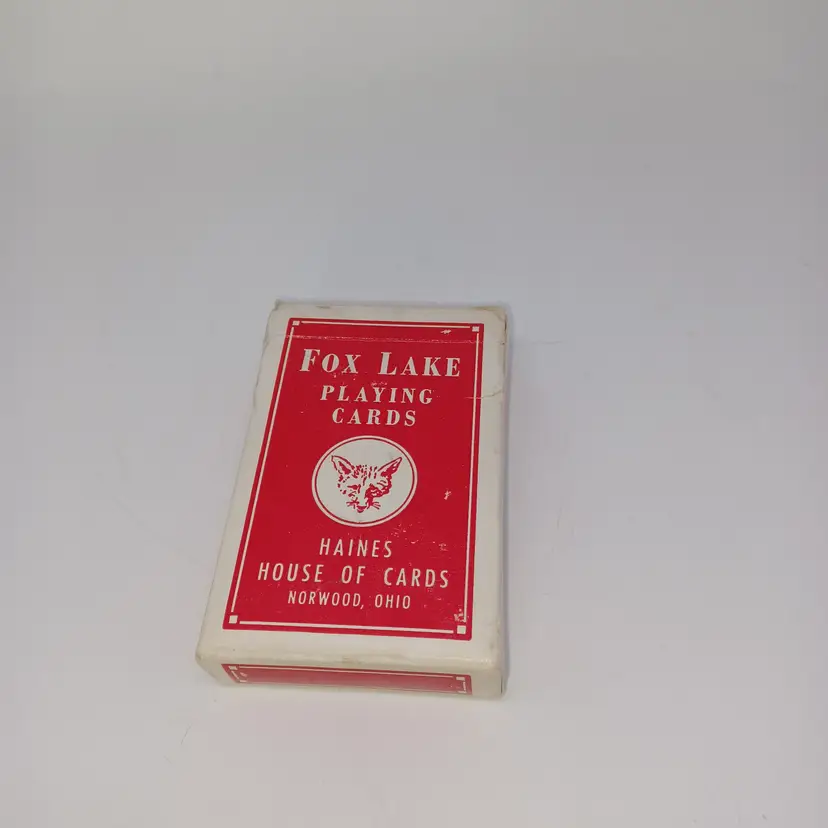 FOX LAKE
PLAYING
CARDS
HAINES
HOUSE OF CARDS
NORWOOD, OHIO